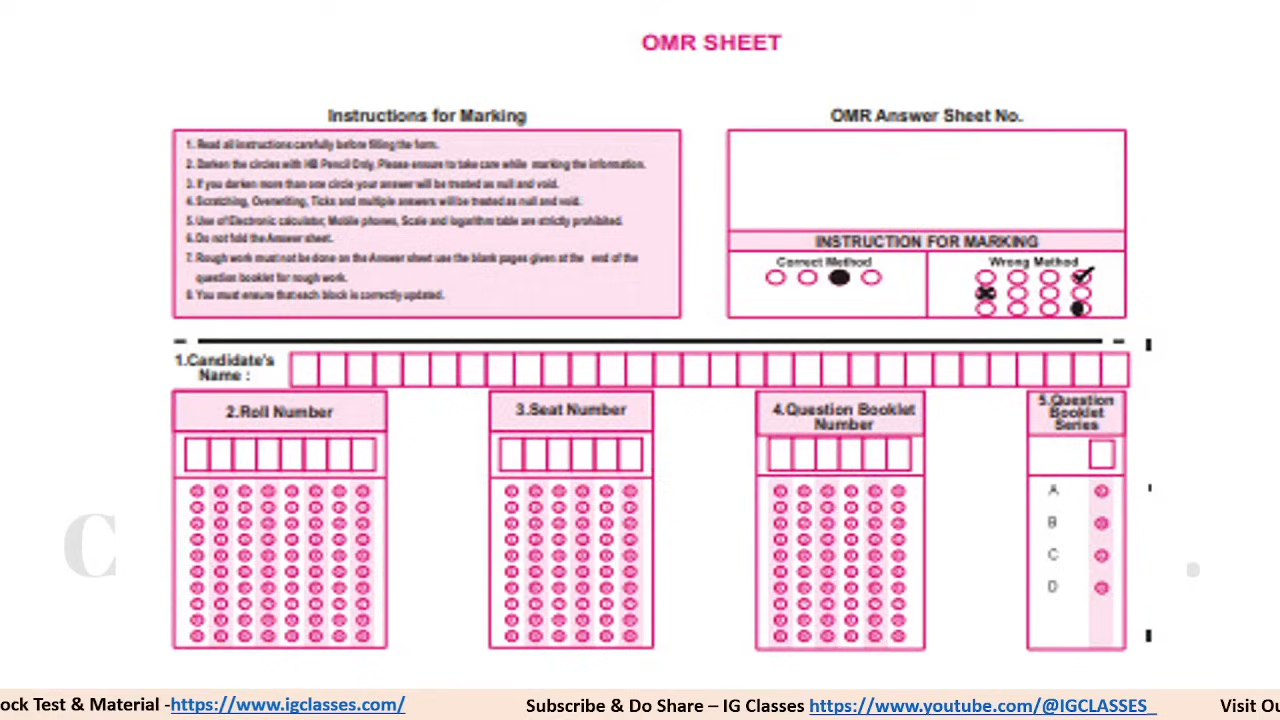 OMR SHEET
Instructions for Marking
1. Read all instructions carefully before filling the form.
2. Darken the circles with HB Pencil Only, Please ensure to take care while marking the information.
3. If you darken more than one circle your answer will be treated as null and void.
4. Scratching, Overwriting, Ticks and multiple answers will be treated as null and void.
5. Use of Electronic calculator, Mobile phones, Scale and logarithm table are strictly prohibited.
6. Do not fold the Answer sheet.
7. Rough work must not be done on the Answer sheet use the blank pages given at the end of the
question booklet for rough work.
8. You must ensure that each block is correctly updated.
OMR Answer Sheet No.
INSTRUCTION FOR MARKING
Correct Method
Wrong Method
1.Candidate's
Name :
2.Roll Number
3.Seat Number
4.Question Booklet
Number
5.Question
Booklet
Series
A
B
C
D
C
.
ock Test & Material -https://www.igclasses.com/
Subscribe & Do Share – IG Classes https://www.youtube.com/@IGCLASSES_
Visit Ou